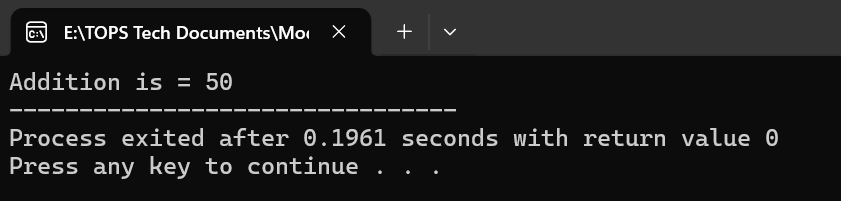 E:\TOPS Tech Documents\Mo
Addition is = 50
--------------------------------
Process exited after 0.1961 seconds with return value 0
Press any key to continue . . .